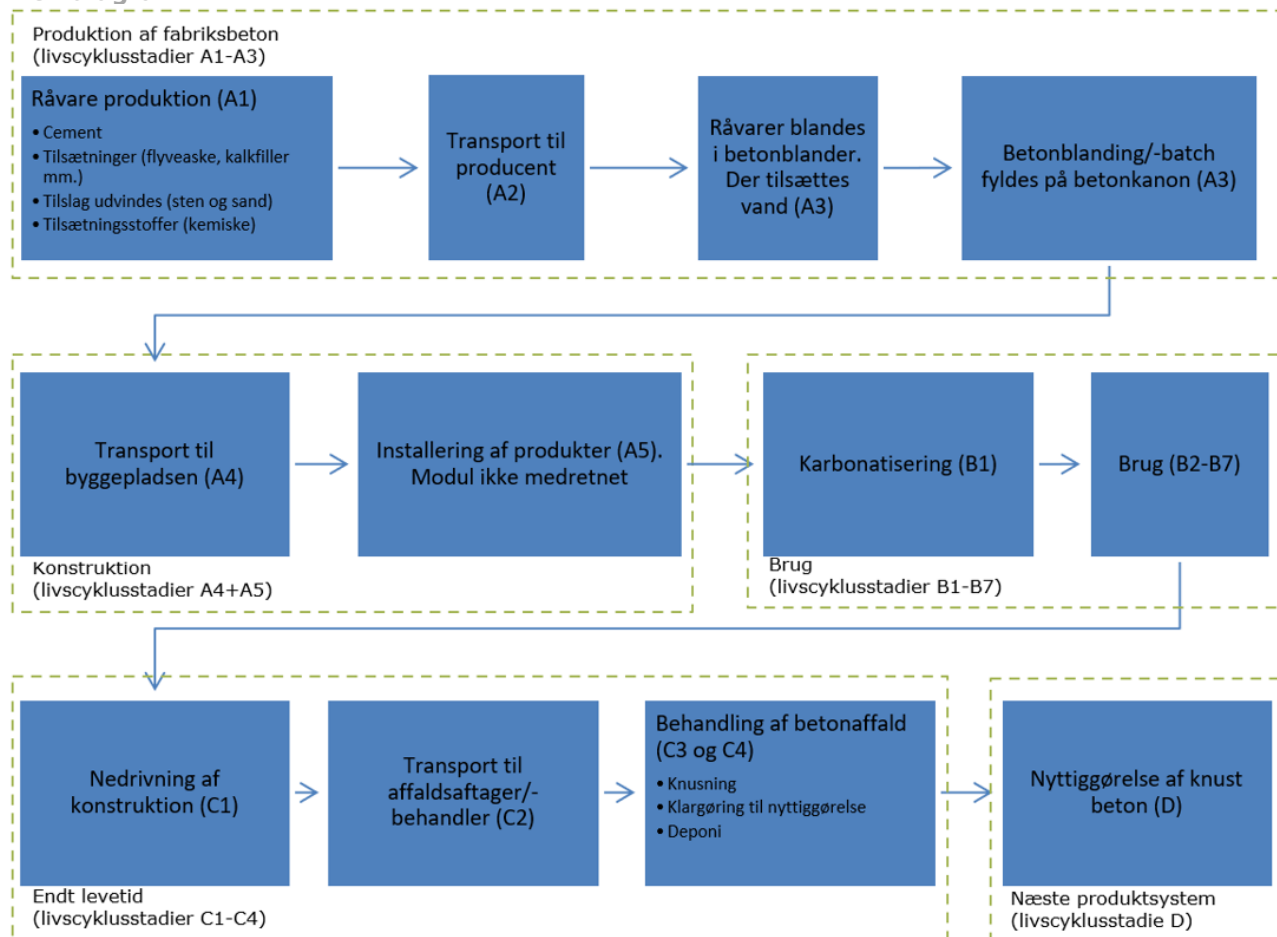 Produktion af fabriksbeton
(livscyklusstadier A1-A3)
Råvare produktion (A1)
• Cement
• Tilsætninger (flyveaske, kalkfiller
mm.)
• Tilslag udvindes (sten og sand)
• Tilsætningsstoffer (kemiske)
Transport til
producent
(A2)
Råvarer blandes
i betonblander.
Der tilsættes
vand (A3)
Betonblanding/-batch
fyldes på betonkanon (A3)
Transport til
byggepladsen (A4)
Installering af produkter (A5).
Modul ikke medretnet
Konstruktion
(livscyklusstadier A4+A5)
Karbonatisering (B1)
Brug (B2-B7)
Brug
(livscyklusstadier B1-B7)
Nedrivning af
konstruktion (C1)
Transport til
affaldsaftager/-
behandler (C2)
Behandling af betonaffald
(C3 og C4)
• Knusning
• Klargøring til nyttiggørelse
• Deponi
Endt levetid
(livscyklusstadier C1-C4)
Nyttiggørelse af knust
beton (D)
Næste produktsystem
(livscyklusstadie D)